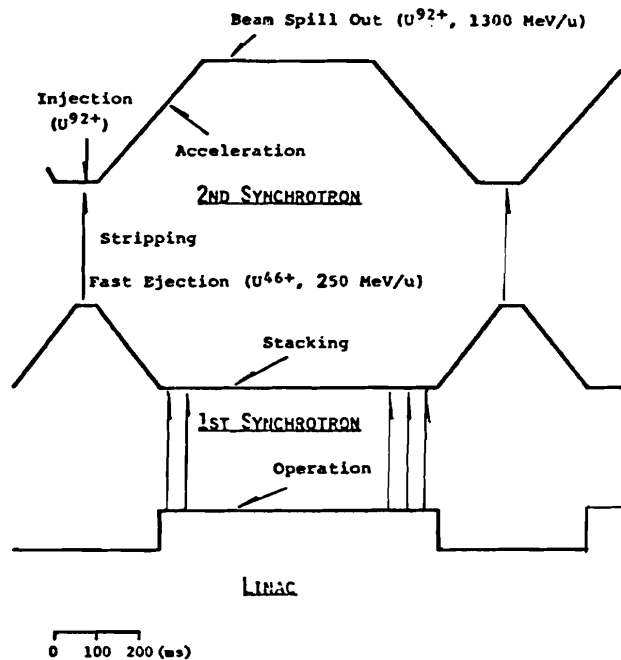 Beam Spill Out (U92+, 1300 MeV/u)
Injection
(U92+)
Acceleration
2ND SYNCHROTRON
Stripping
Fast Ejection (U46+, 250 MeV/u)
Stacking
1ST SYNCHROTRON
Operation
LINAC
0 100 200 (ms)